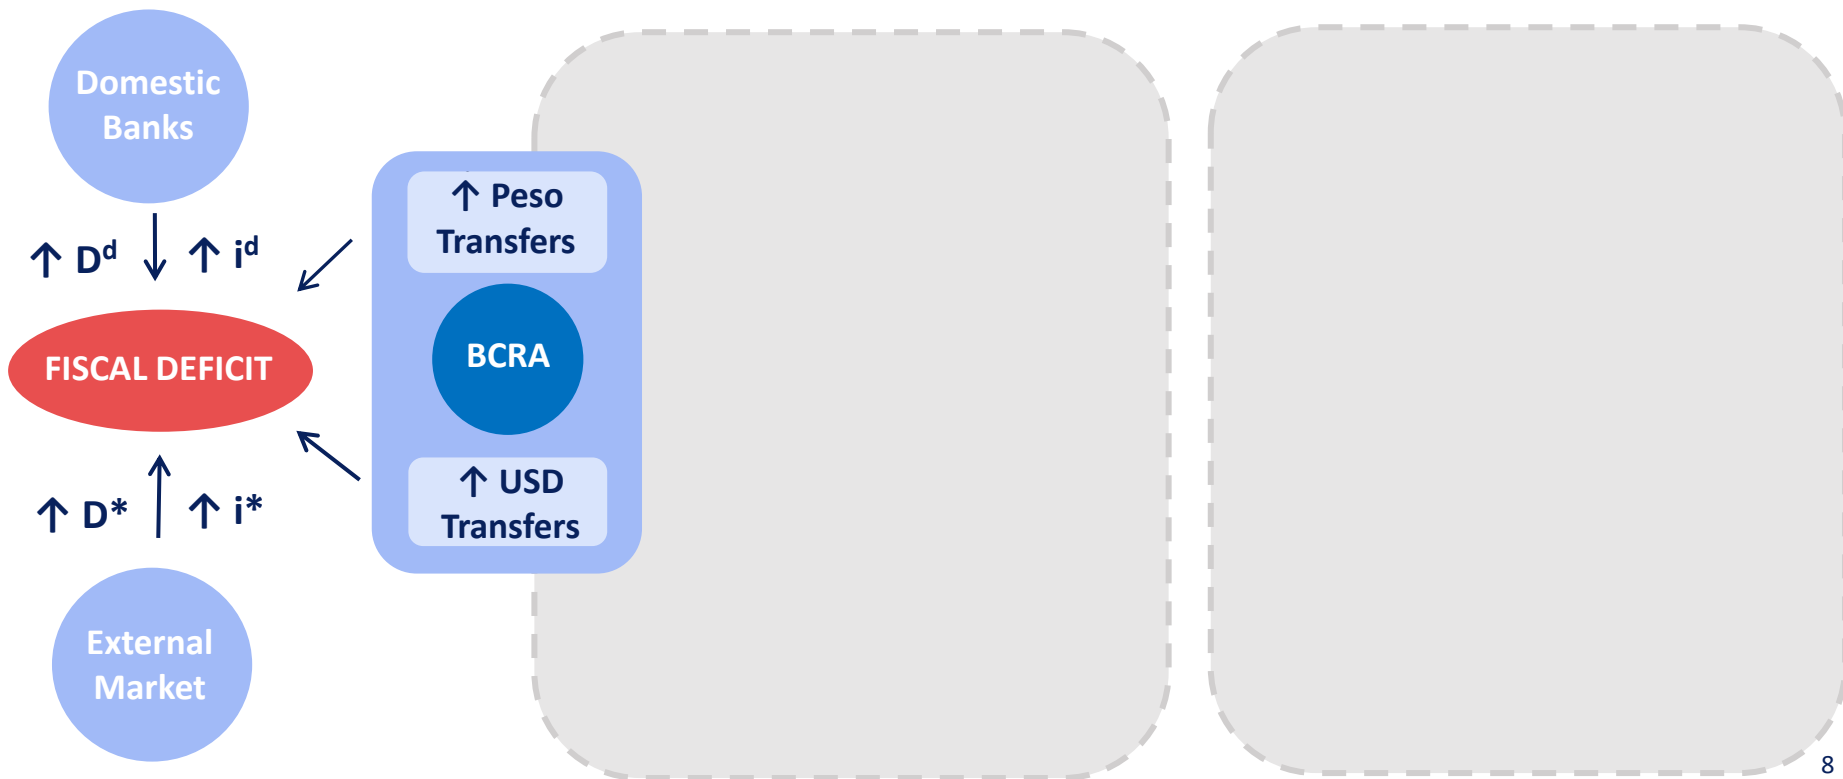 Domestic
Banks
↑ Dᵈ
↑ iᵈ
FISCAL DEFICIT
↑ D*
↑ i*
External
Market
↑ Peso
Transfers
BCRA
↑ USD
Transfers
8